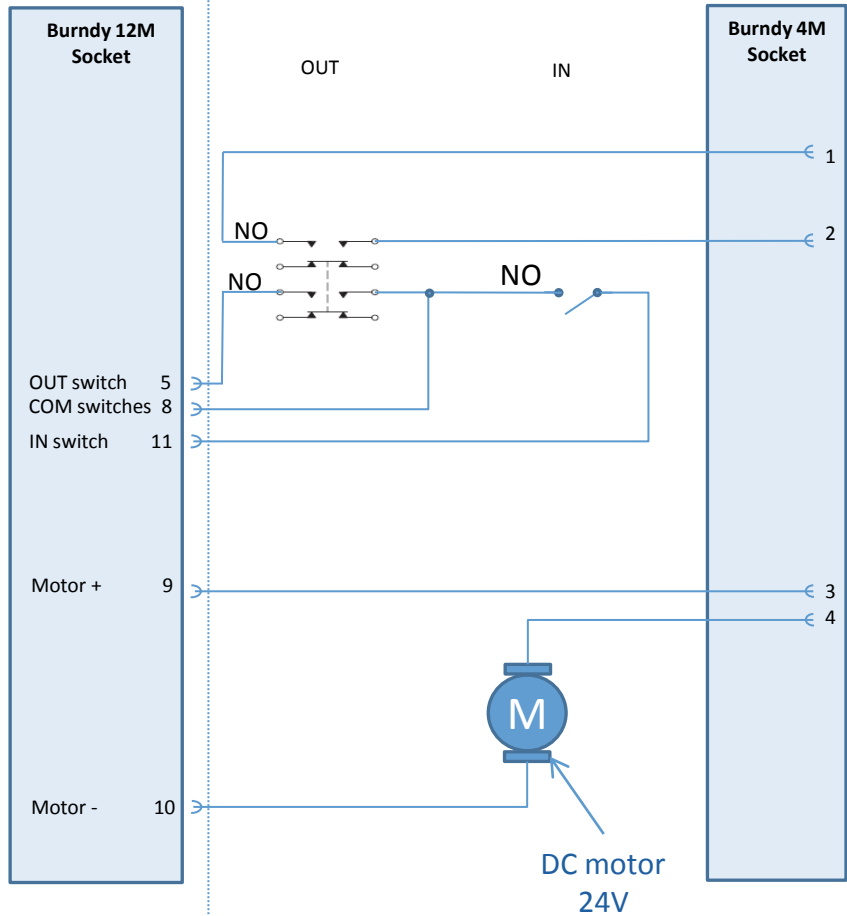 Burndy 12M
Socket
Burndy 4M
Socket
OUT
IN
1
NO
2
NO
NO
OUT switch 5
COM switches 8
IN switch 11
Motor + 9
3
4
M
Motor - 10
DC motor
24V